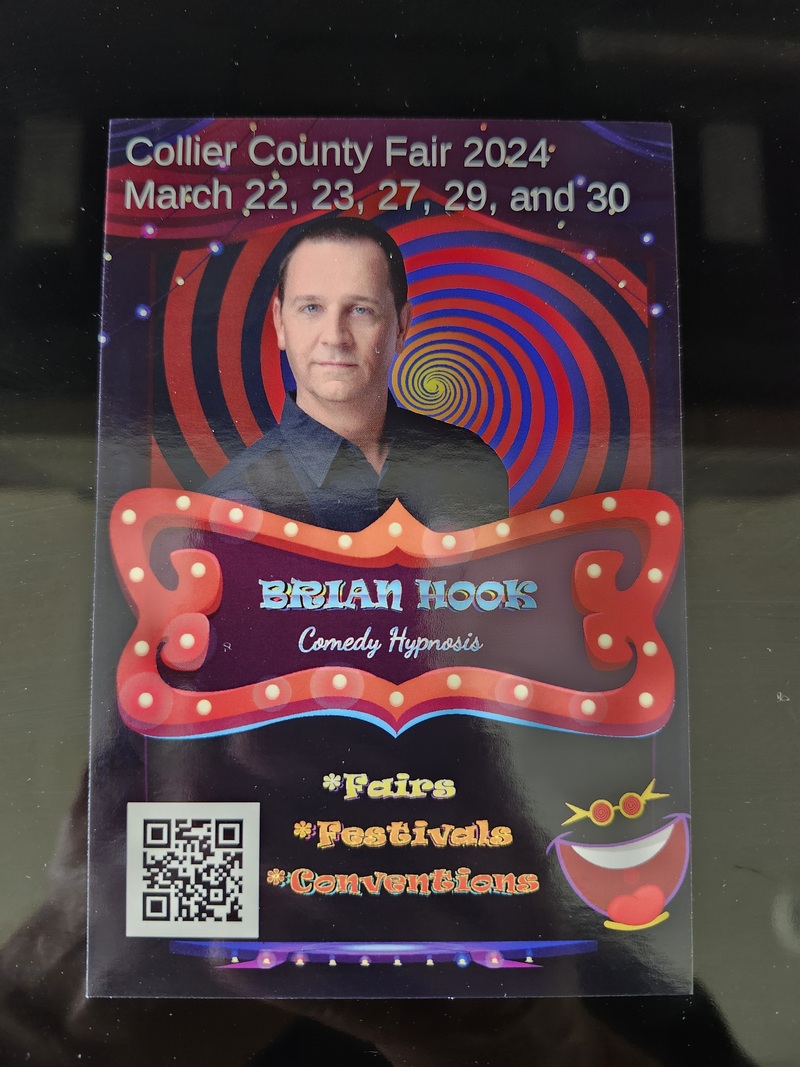 Collier County Fair 2024
March 22, 23, 27, 29, and 30
BRIAN HOOK
Comedy Hypnosis
*Fairs
*Festivals
*Conventions